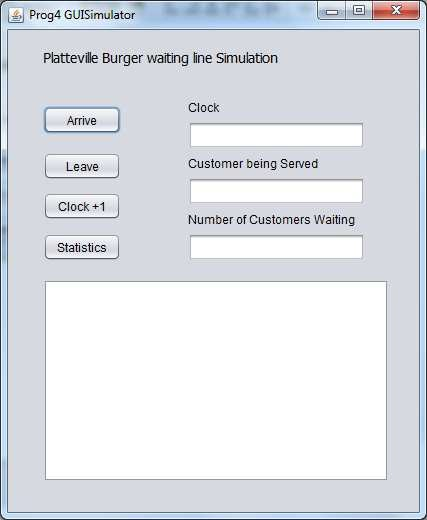 Prog4 GUISimulator
Platteville Burger waiting line Simulation
Arrive
Clock
Leave
Customer being Served
Clock +1
Number of Customers Waiting
Statistics